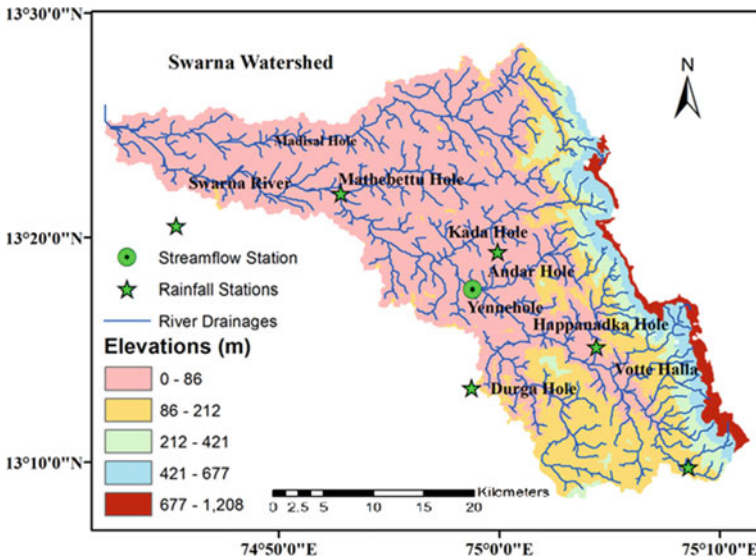 13°30'0"N
Swarna Watershed
N
Madisal Hole
Swarna River
Mathebettu Hole
13°20'0"N
Kada Hole
Streamflow Station
Andar Hole
Rainfall Stations
Yennehole
River Drainages
Happanadka Hole
Elevations (m)
0 - 86
Votte Halla
86 - 212
Durga Hole
212 - 421
13°10'0"N
421 - 677
Kilometers
677 - 1,208
0 2.5 5 10 15 20
74°50'0"E
75°0'0"E
75°10'0"E